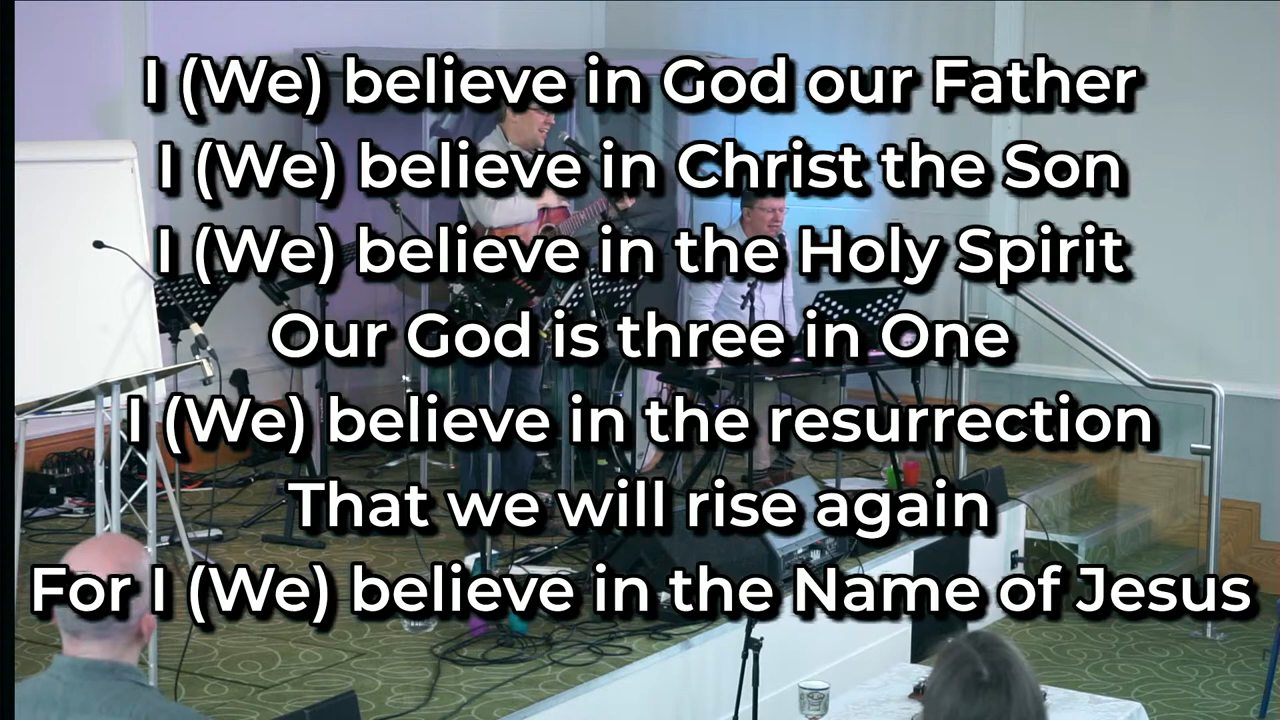 I (We) believe in God our Father
I (We) believe in Christ the Son
I (We) believe in the Holy Spirit
Our God is three in One
I (We) believe in the resurrection
That we will rise again
For I (We) believe in the Name of Jesus